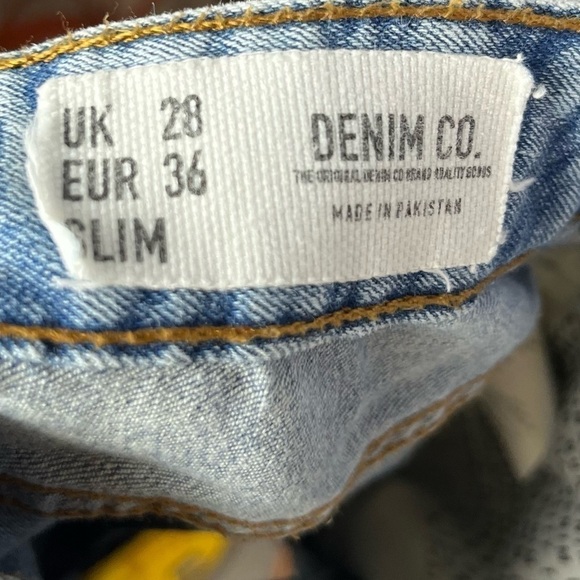 UK 28
EUR 36
SLIM
DENIM CO.
THE ORIGINAL DENIM CO BRAND QUALITY GOODS
MADE IN PAKISTAN